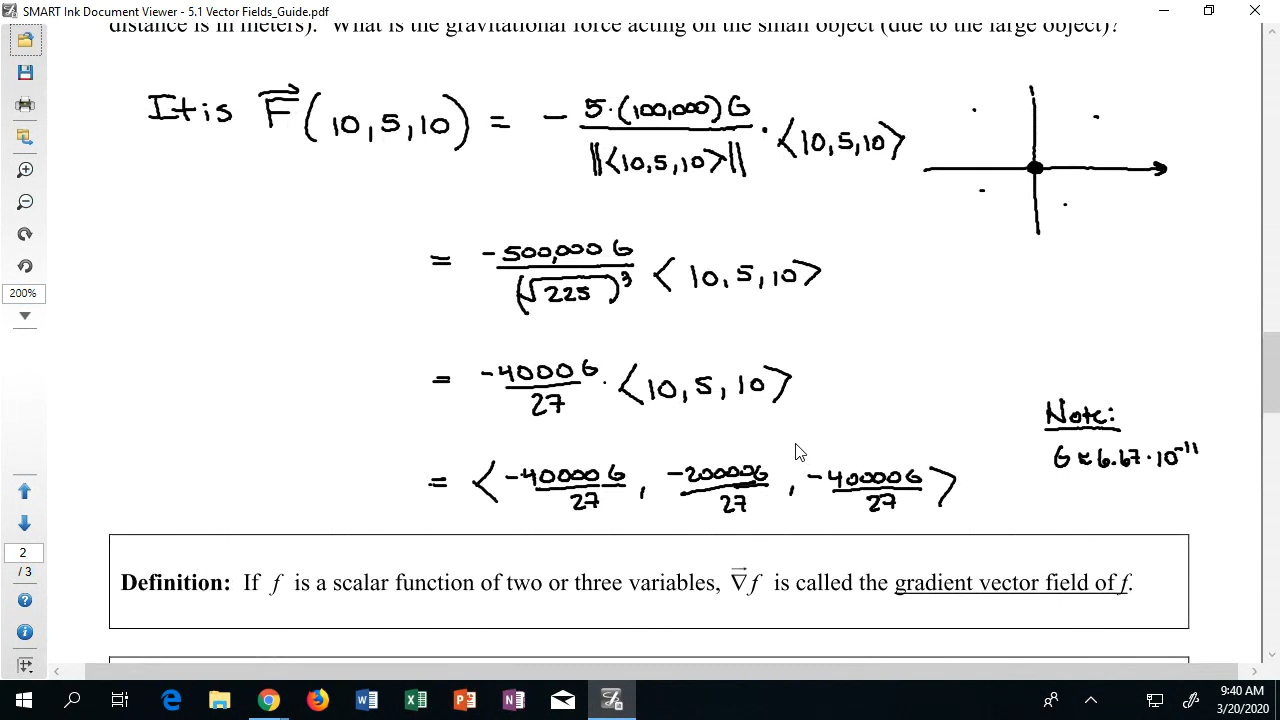 SMART Ink Document Viewer - 5.1 Vector Fields_Guide.pdf
distance is in meters). What is the gravitational force acting on the small object (due to the large object)?
It is F⃗(10,5,10) = - 5·(100,000)G / ||<10,5,10>|| · <10,5,10>
= -500,000G / (√225)³ <10,5,10>
= -4000G / 27 · <10,5,10>
Note:
G ≈ 6.67·10⁻¹¹
= < -40000G / 27, -20000G / 27, -40000G / 27 >
Definition: If f is a scalar function of two or three variables, ∇⃗f is called the gradient vector field of f.
200%
2
/ 3
9:40 AM
3/20/2020